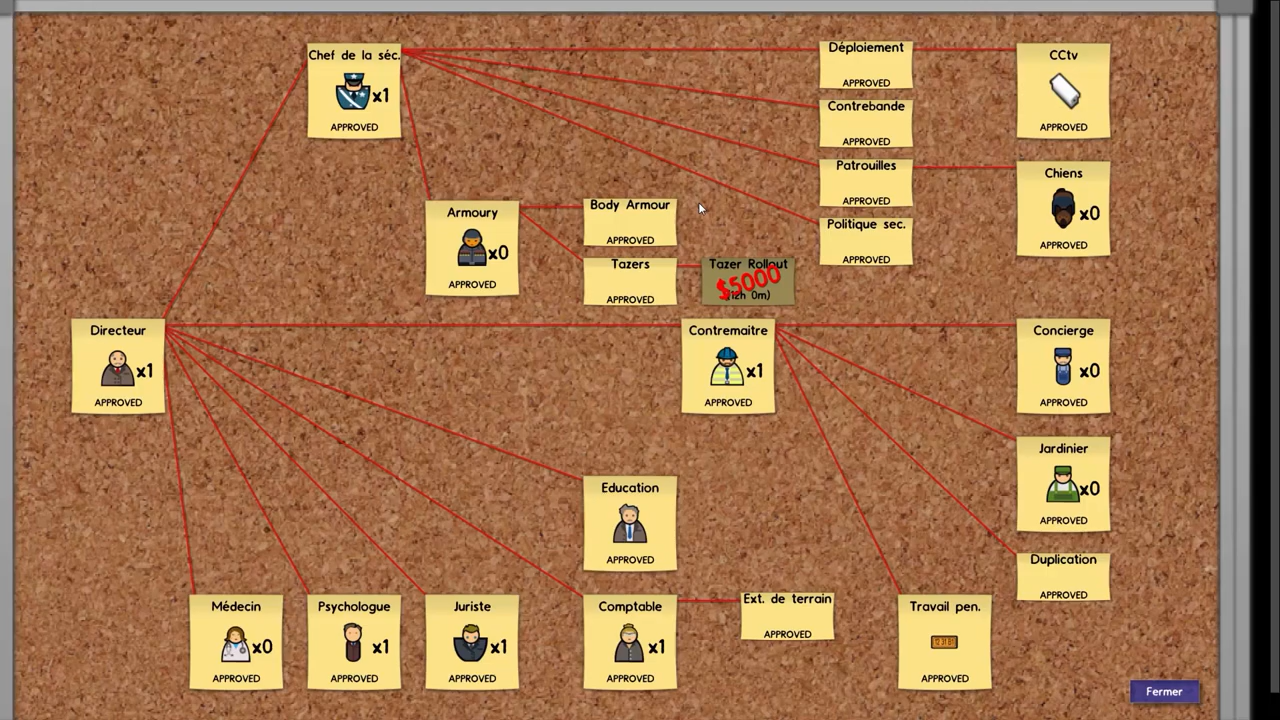 Chef de la séc.
x1
APPROVED
Déploiement
APPROVED
CCtv
APPROVED
Contrebande
APPROVED
Patrouilles
APPROVED
Chiens
x0
APPROVED
Politique sec.
APPROVED
Armoury
x0
APPROVED
Body Armour
APPROVED
Tazers
APPROVED
Tazer Rollout
$5000
0m)
Directeur
x1
APPROVED
Contremaitre
x1
APPROVED
Concierge
x0
APPROVED
Jardinier
x0
APPROVED
Education
APPROVED
Duplication
APPROVED
Médecin
x0
APPROVED
Psychologue
x1
APPROVED
Juriste
x1
APPROVED
Comptable
x1
APPROVED
Ext. de terrain
APPROVED
Travail pen.
APPROVED
Fermer